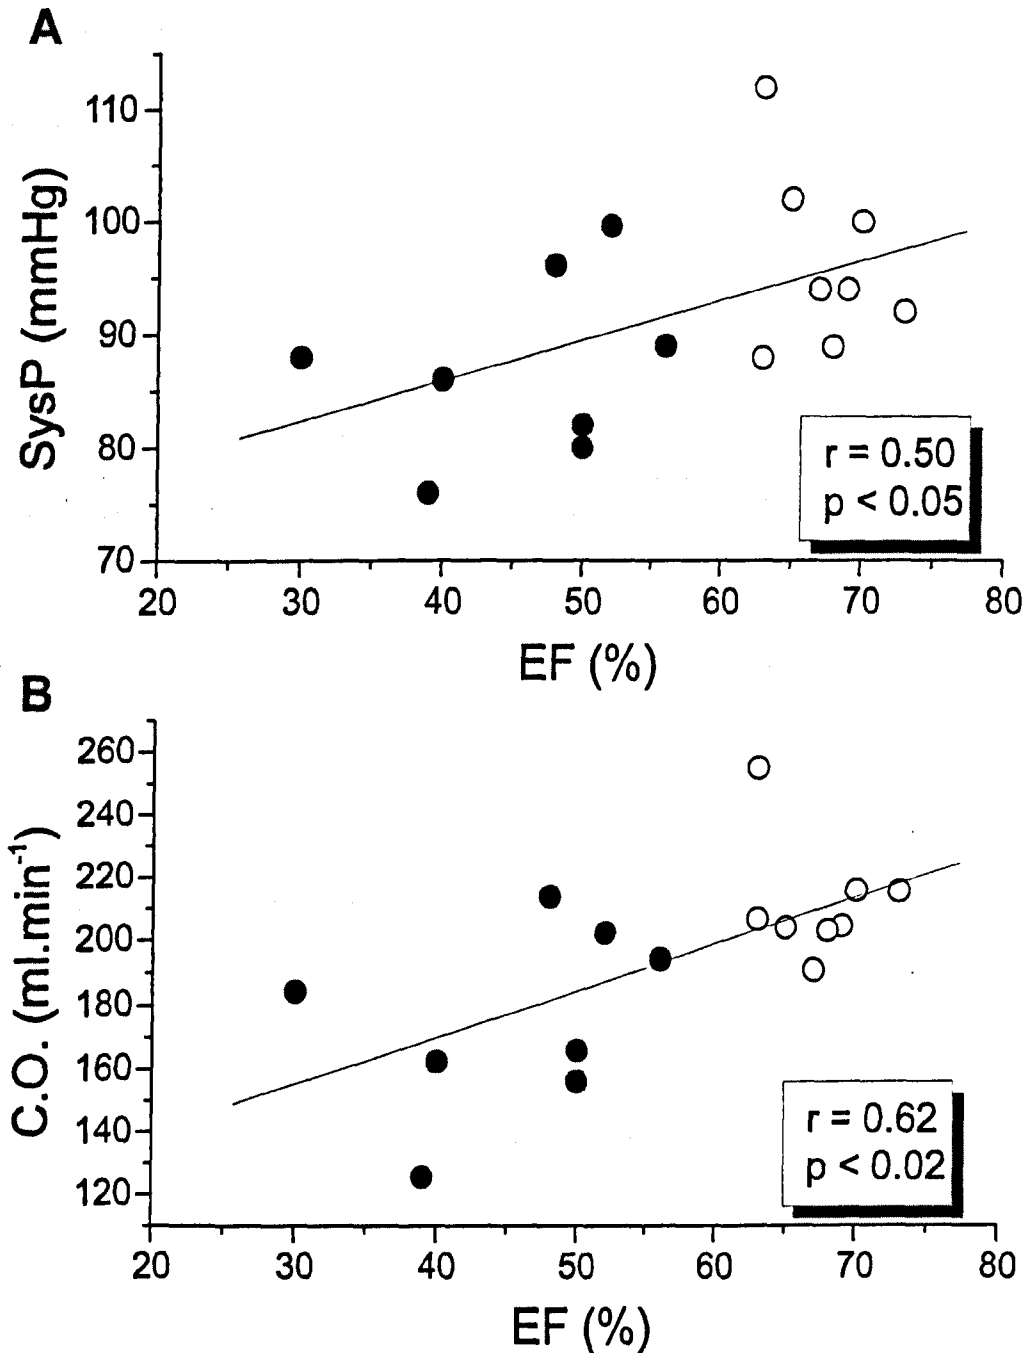 A
SysP (mmHg)
110
100
90
80
70
20 30 40 50 60 70 80
EF (%)
r = 0.50
p < 0.05
B
C.O. (ml.min⁻¹)
260
240
220
200
180
160
140
120
20 30 40 50 60 70 80
EF (%)
r = 0.62
p < 0.02